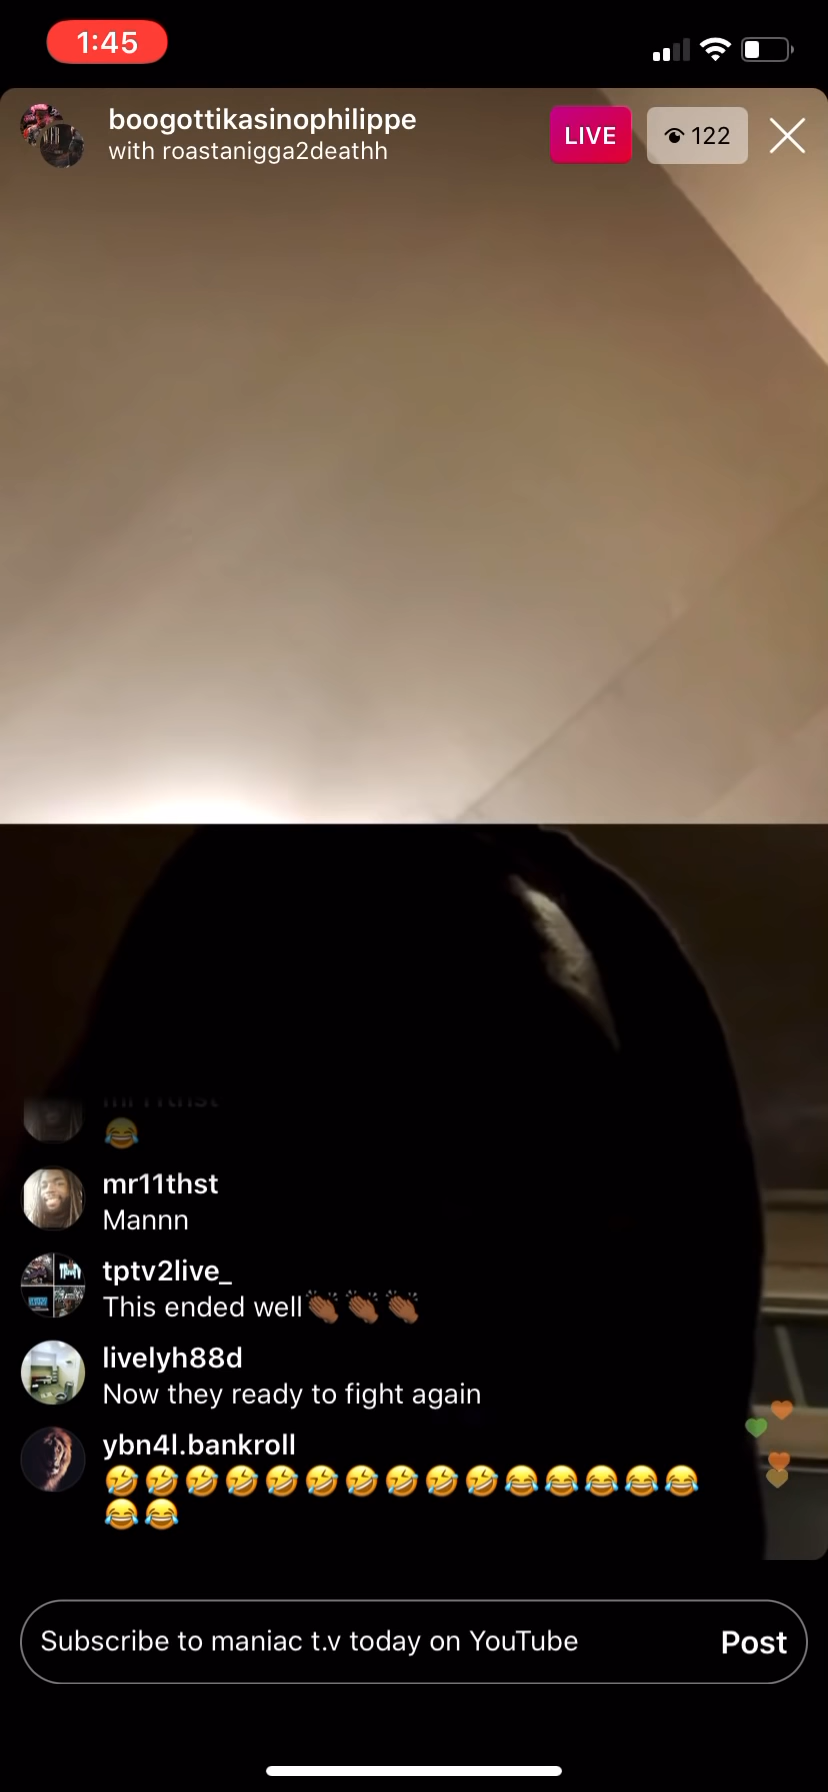 1:45
boogottikasinophilippe
with roastanigga2deathh
LIVE
122
😂
mr11thst
Mannn
tptv2live_
This ended well👏🏾👏🏾👏🏾
livelyh88d
Now they ready to fight again
ybn4l.bankroll
🤣🤣🤣🤣🤣🤣🤣🤣🤣🤣😂😂😂😂😂
😂😂
Subscribe to maniac t.v today on YouTube
Post